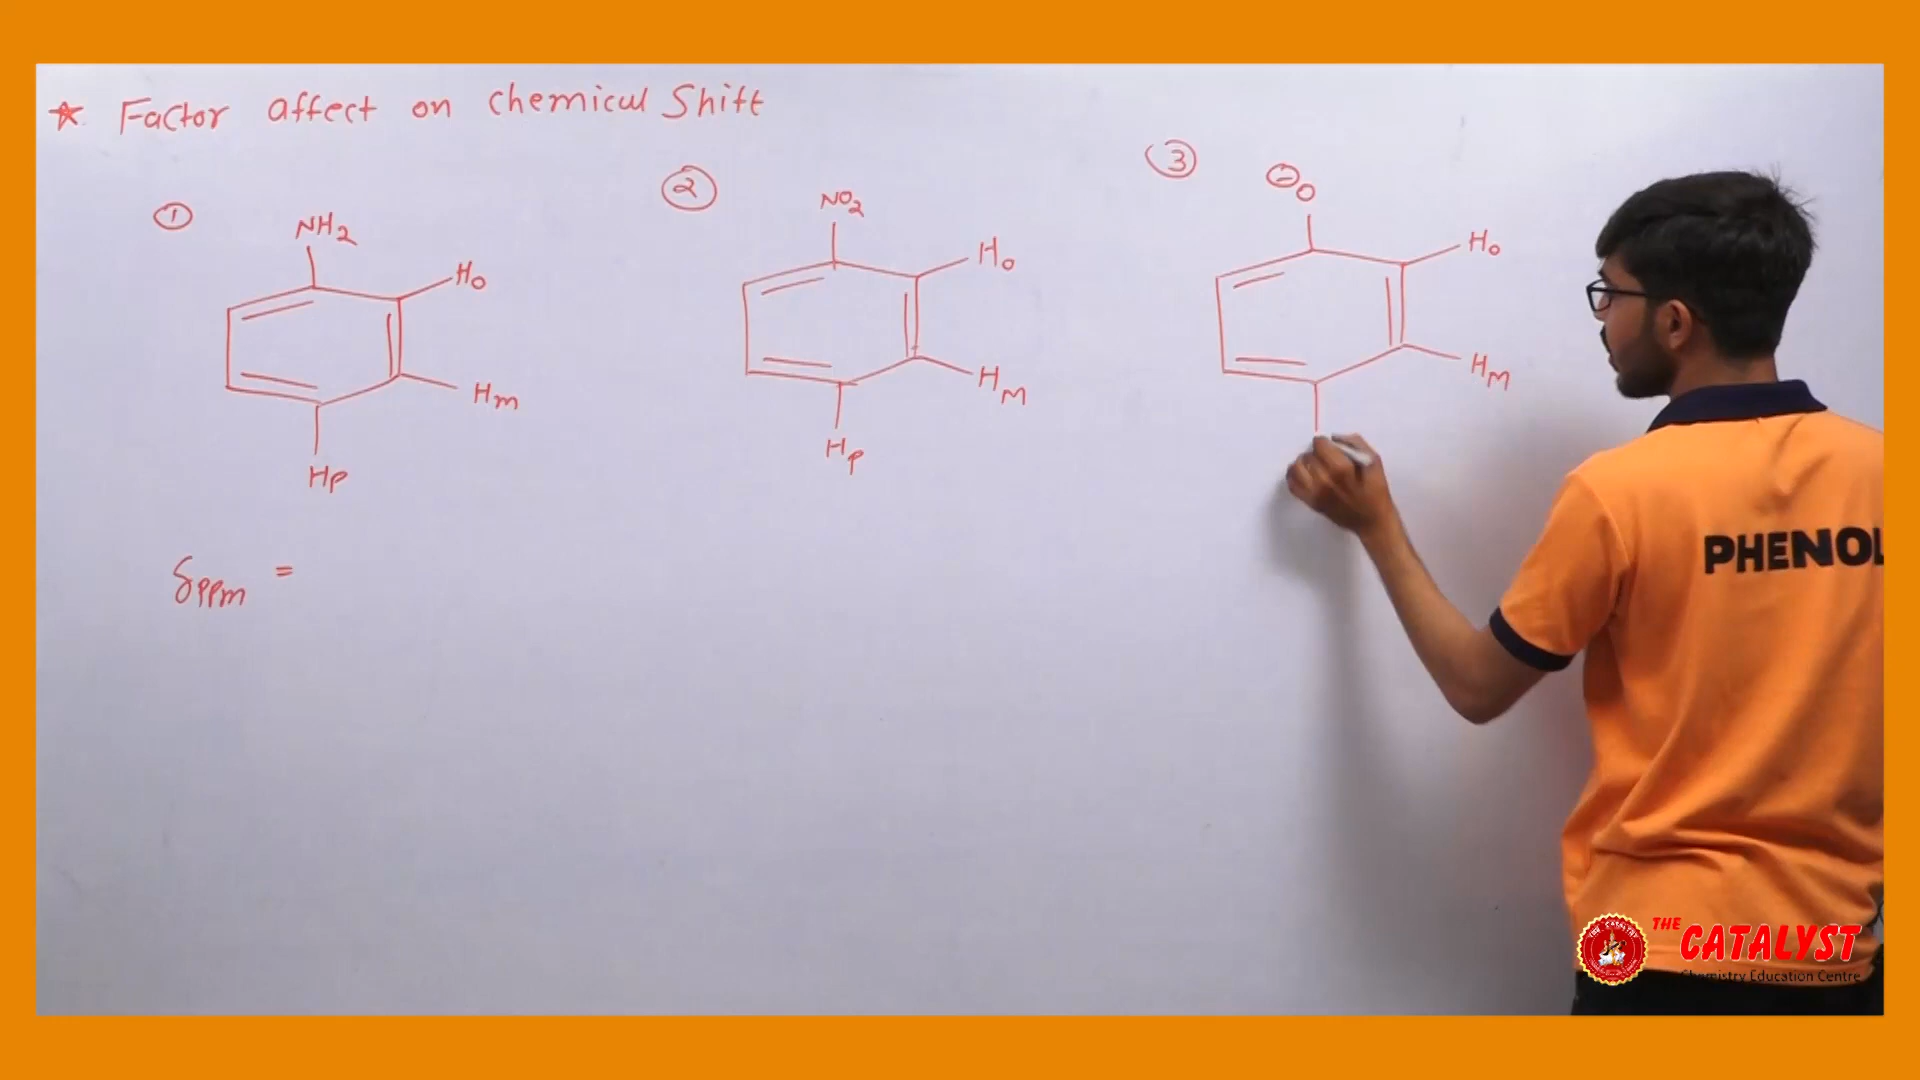 ★ Factor affect on chemical Shift
①
NH2
Ho
Hm
Hp
②
NO2
Ho
HM
Hp
③
⊖O
Ho
HM
δppm =
PHENOL
THE CATALYST
Chemistry Education Centre